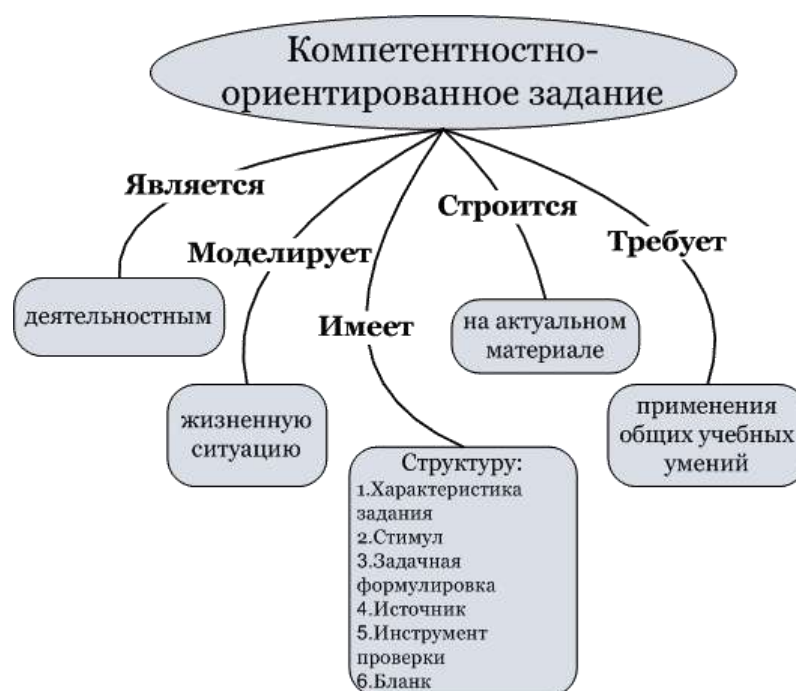 Компетентностно-
ориентированное задание
Является
деятельностным
Моделирует
жизненную
ситуацию
Имеет
Структуру:
1.Характеристика
задания
2.Стимул
3.Задачная
формулировка
4.Источник
5.Инструмент
проверки
6.Бланк
Строится
на актуальном
материале
Требует
применения
общих учебных
умений